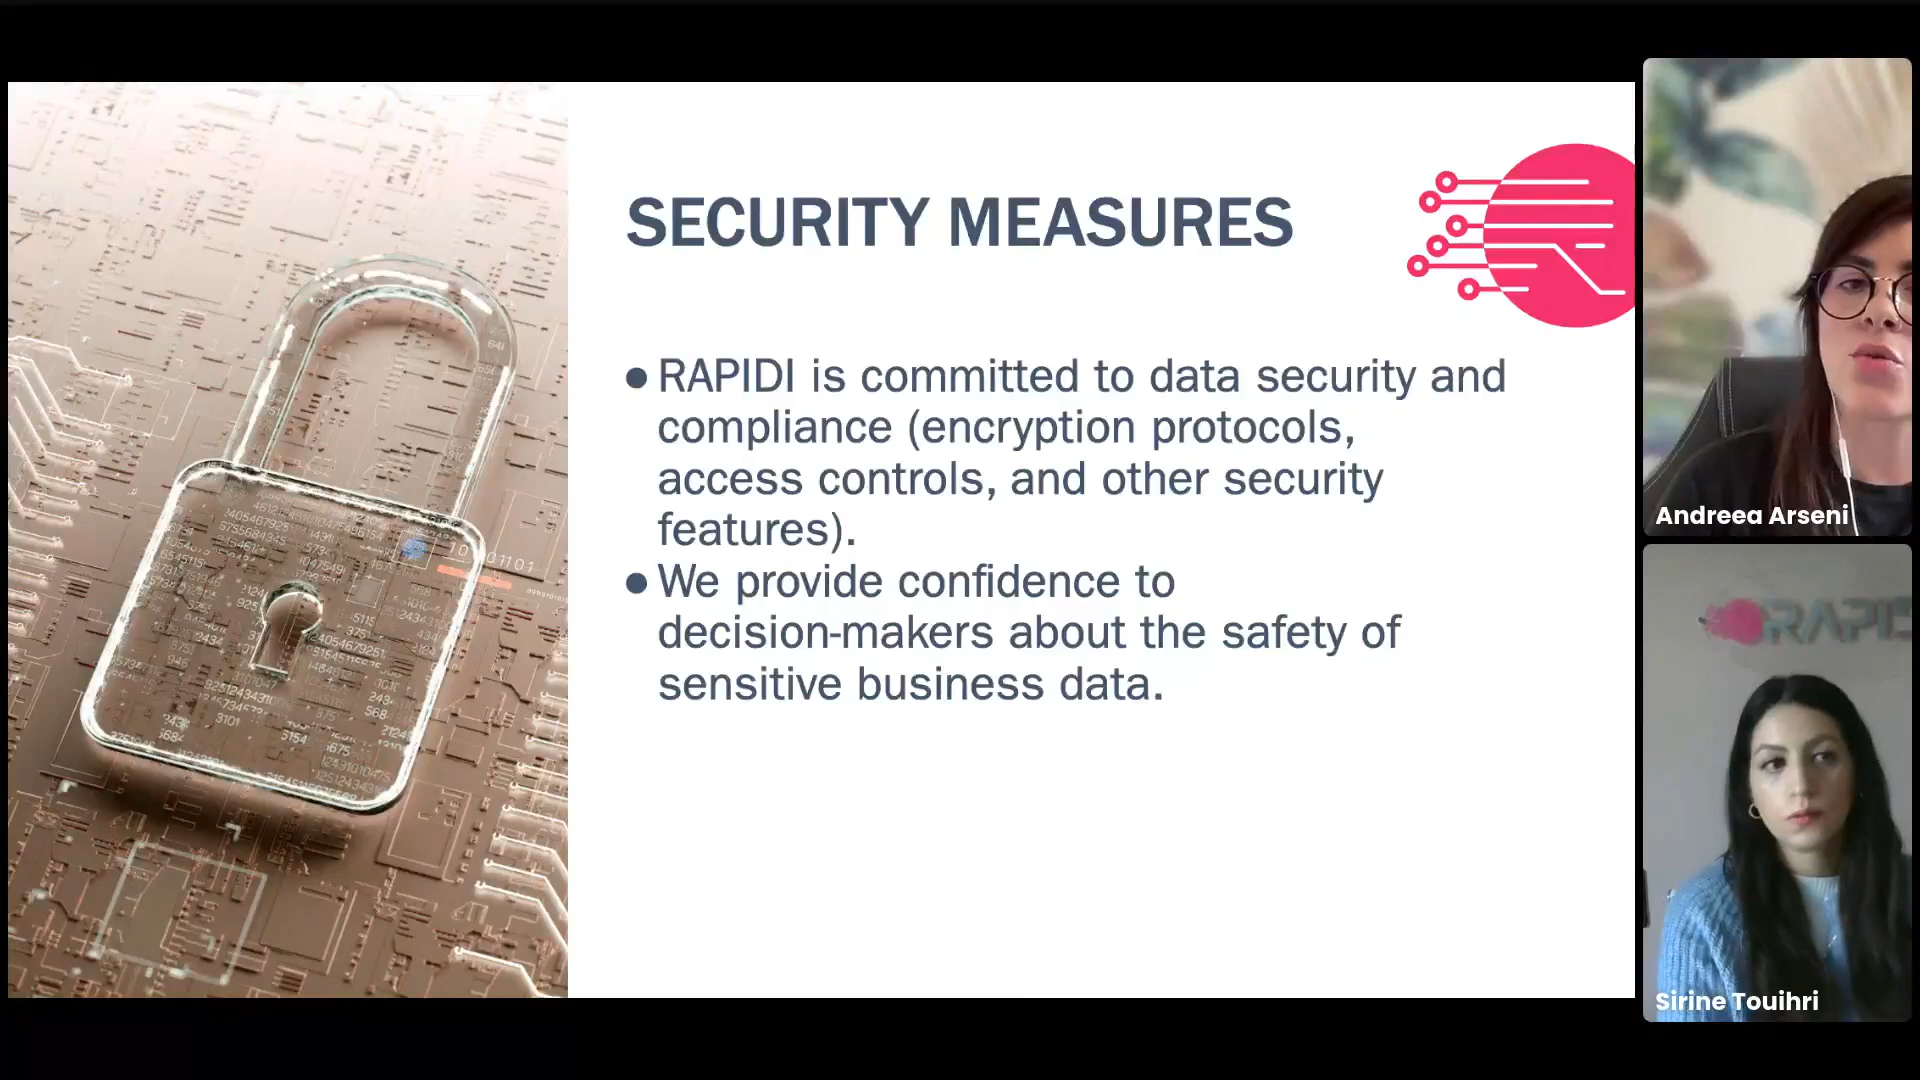 SECURITY MEASURES
● RAPIDI is committed to data security and
compliance (encryption protocols,
access controls, and other security
features).
● We provide confidence to
decision-makers about the safety of
sensitive business data.
Andreea Arseni
RAPID
Sirine Touihri